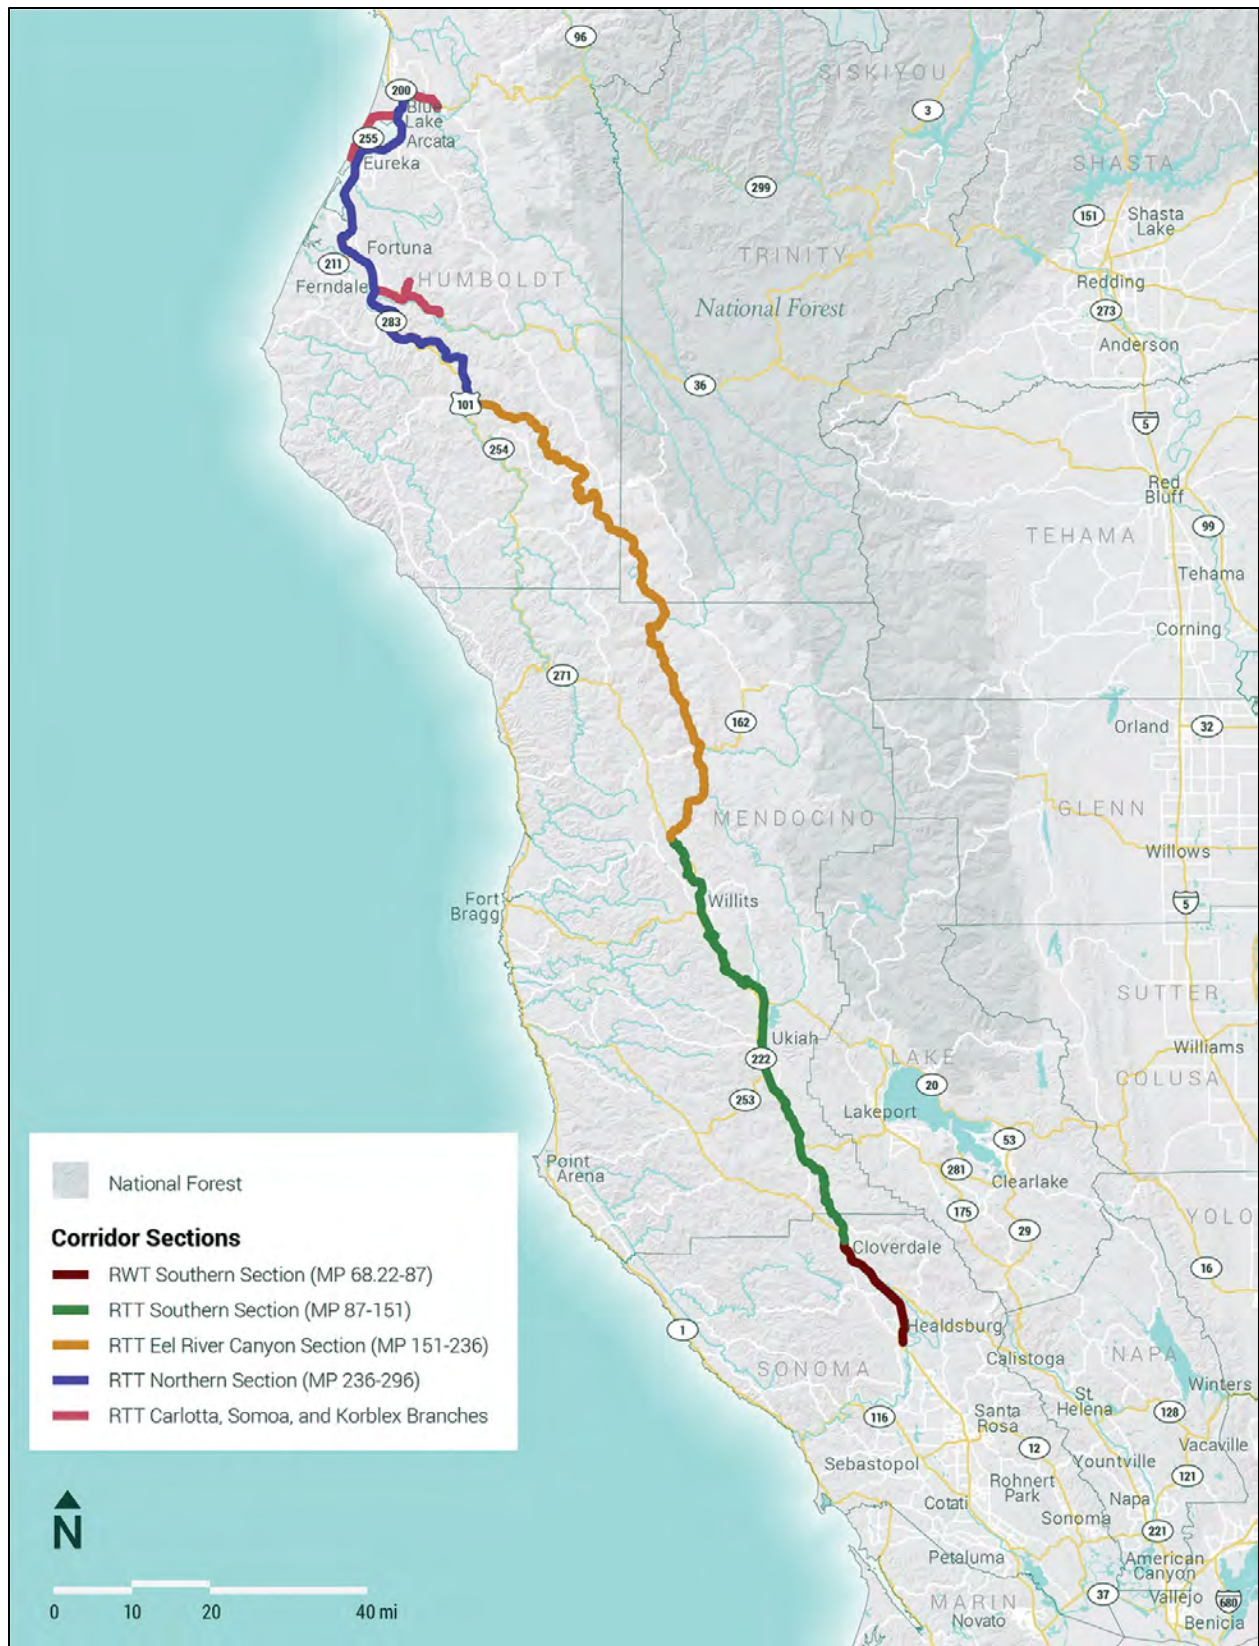 96
SISKIYOU
200
3
Blue
Lake
255
Arcata
Eureka
SHASTA
299
151
Shasta
Lake
Fortuna
TRINITY
211
Ferndale
HUMBOLDT
Redding
National Forest
273
283
Anderson
36
101
5
254
Red
Bluff
99
TEHAMA
Tehama
Corning
271
162
Orland
32
GLENN
MENDOCINO
Willows
Fort
Bragg
Willits
5
SUTTER
Ukiah
Williams
222
LAKE
COLUSA
20
253
Lakeport
53
Point
Arena
281
Clearlake
175
YOLO
29
Cloverdale
16
1
Healdsburg
Calistoga
NAPA
SONOMA
Winters
St
Helena
116
Santa
Rosa
128
12
Vacaville
Sebastopol
Yountville
121
Rohnert
Park
Cotati
Napa
Sonoma
221
Petaluma
American
Canyon
37
Vallejo
680
MARIN
Novato
Benicia
National Forest
Corridor Sections
RWT Southern Section (MP 68.22-87)
RTT Southern Section (MP 87-151)
RTT Eel River Canyon Section (MP 151-236)
RTT Northern Section (MP 236-296)
RTT Carlotta, Somoa, and Korblex Branches
N
0 10 20 40 mi